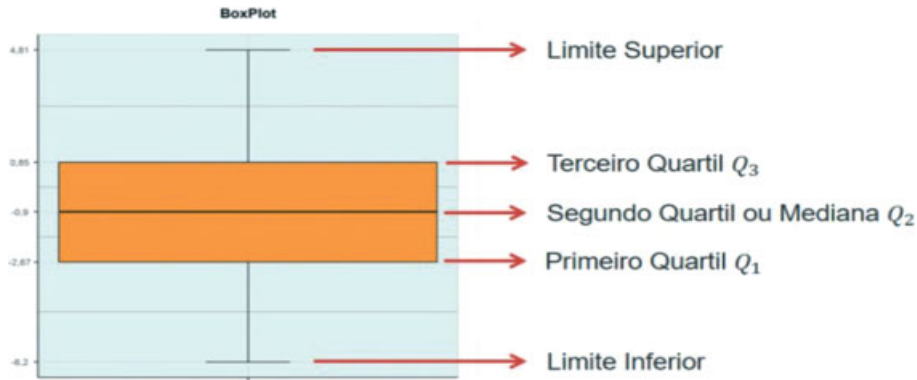 BoxPlot
4,81
Limite Superior
0,85
Terceiro Quartil Q₃
-0,9
Segundo Quartil ou Mediana Q₂
-2,67
Primeiro Quartil Q₁
-6,2
Limite Inferior